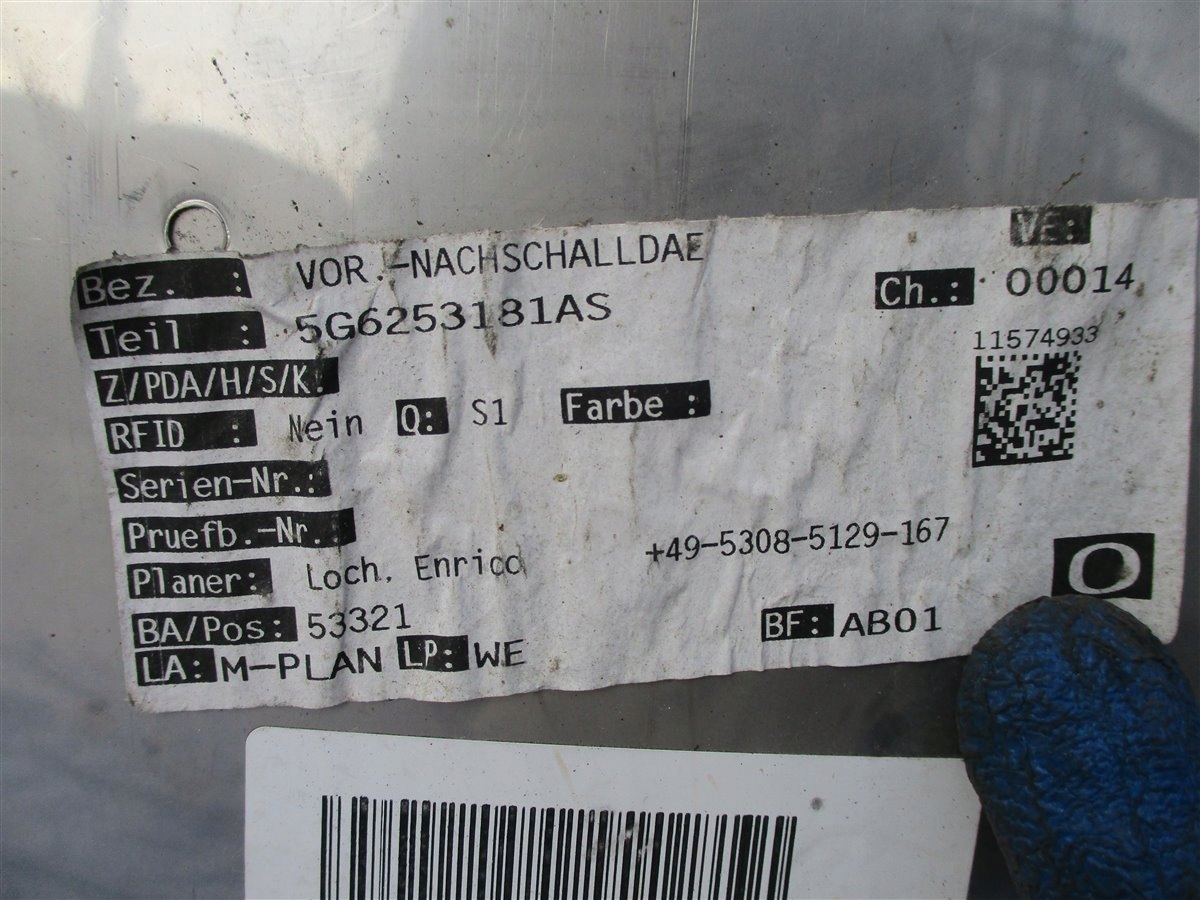 VE:
Bez. : VOR.-NACHSCHALLDAE
Ch.: 00014
Teil : 5G6253181AS
11574933
Z/PDA/H/S/K:
RFID : Nein Q: S1 Farbe :
Serien-Nr.:
Pruefb.-Nr.:
Planer: Loch, Enrico +49-5308-5129-167
O
BA/Pos: 53321 BF: AB01
LA: M-PLAN LP: WE